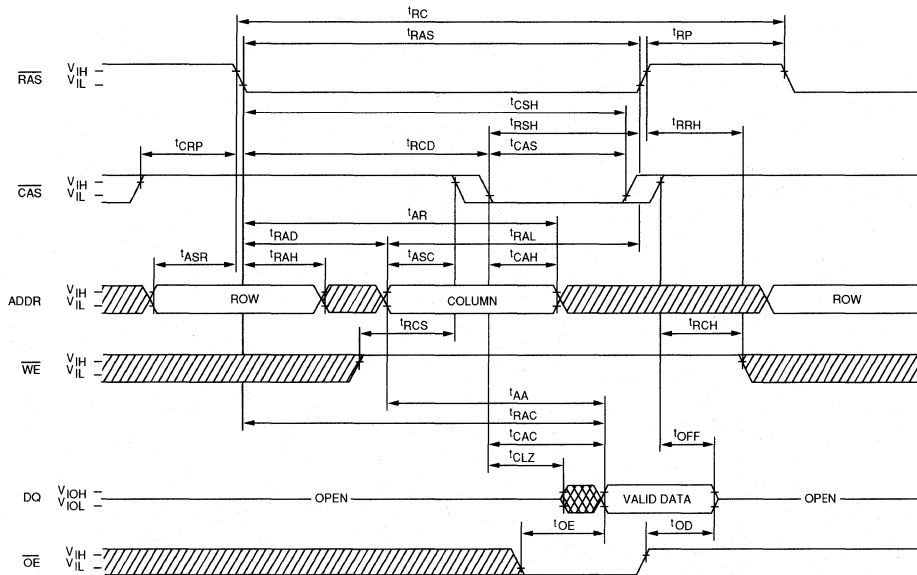 tRC
tRAS
tRP
RAS VIH
VIL
tCSH
tRSH
tRRH
tCRP
tRCD
tCAS
CAS VIH
VIL
tAR
tRAD
tRAL
tASR
tRAH
tASC
tCAH
ADDR VIH
VIL
ROW
COLUMN
ROW
tRCS
tRCH
WE VIH
VIL
tAA
tRAC
tCAC
tOFF
tCLZ
DQ VIOH
VIOL
OPEN
VALID DATA
OPEN
tOE
tOD
OE VIH
VIL